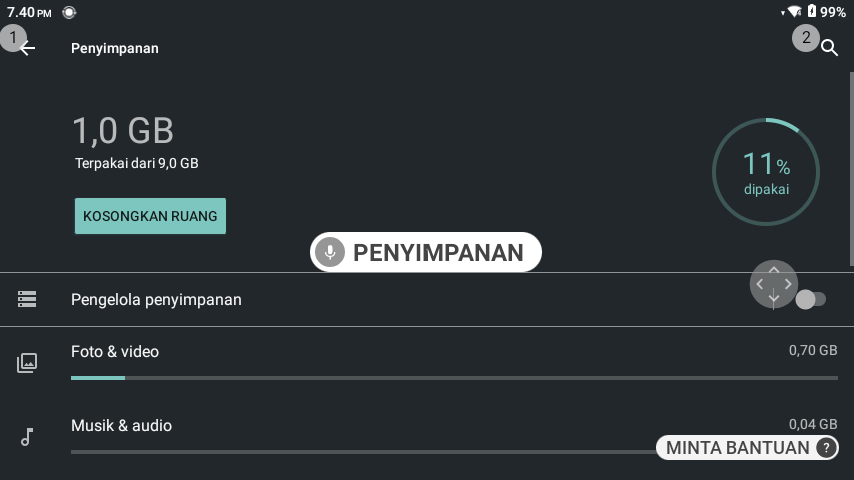 7.40 PM
99%
1
Penyimpanan
2
1,0 GB
Terpakai dari 9,0 GB
11%
dipakai
KOSONGKAN RUANG
PENYIMPANAN
Pengelola penyimpanan
Foto & video
0,70 GB
Musik & audio
0,04 GB
MINTA BANTUAN ?